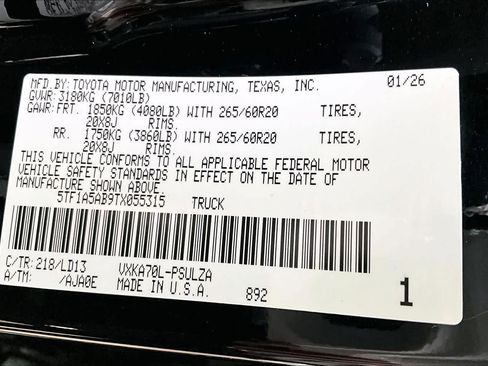 MFD.BY: TOYOTA MOTOR MANUFACTURING, TEXAS, INC. 01/26
GVWR: 3180KG (7010LB)
GAWR: FRT. 1850KG (4080LB) WITH 265/60R20 TIRES,
20X8J RIMS.
RR. 1750KG (3860LB) WITH 265/60R20 TIRES,
20X8J RIMS.
THIS VEHICLE CONFORMS TO ALL APPLICABLE FEDERAL MOTOR
VEHICLE SAFETY STANDARDS IN EFFECT ON THE DATE OF
MANUFACTURE SHOWN ABOVE.
5TF1A5AB9TX055315 TRUCK
C/TR: 218/LD13 VXKA70L-PSULZA
A/TM: /AJA0E MADE IN U.S.A. 892 1